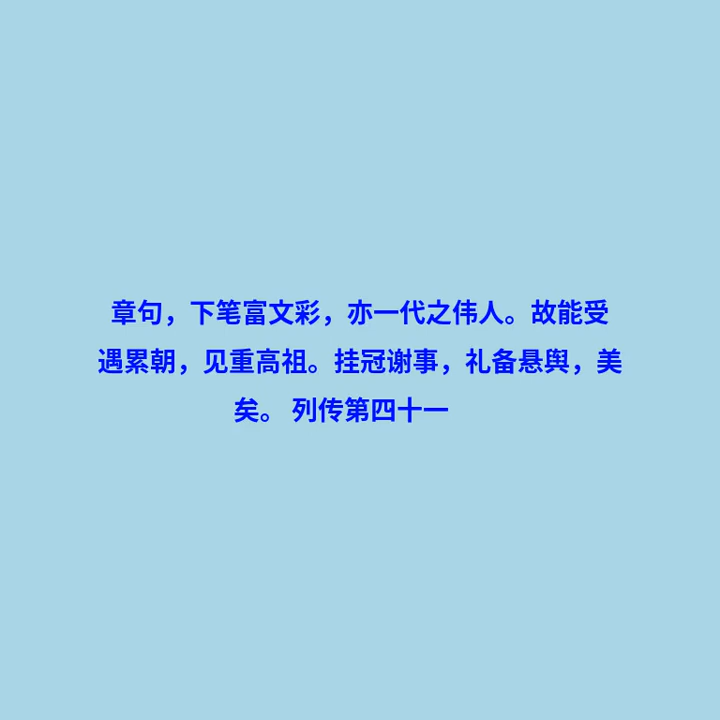 章句，下笔富文彩，亦一代之伟人。故能受
遇累朝，见重高祖。挂冠谢事，礼备悬舆，美
矣。 列传第四十一